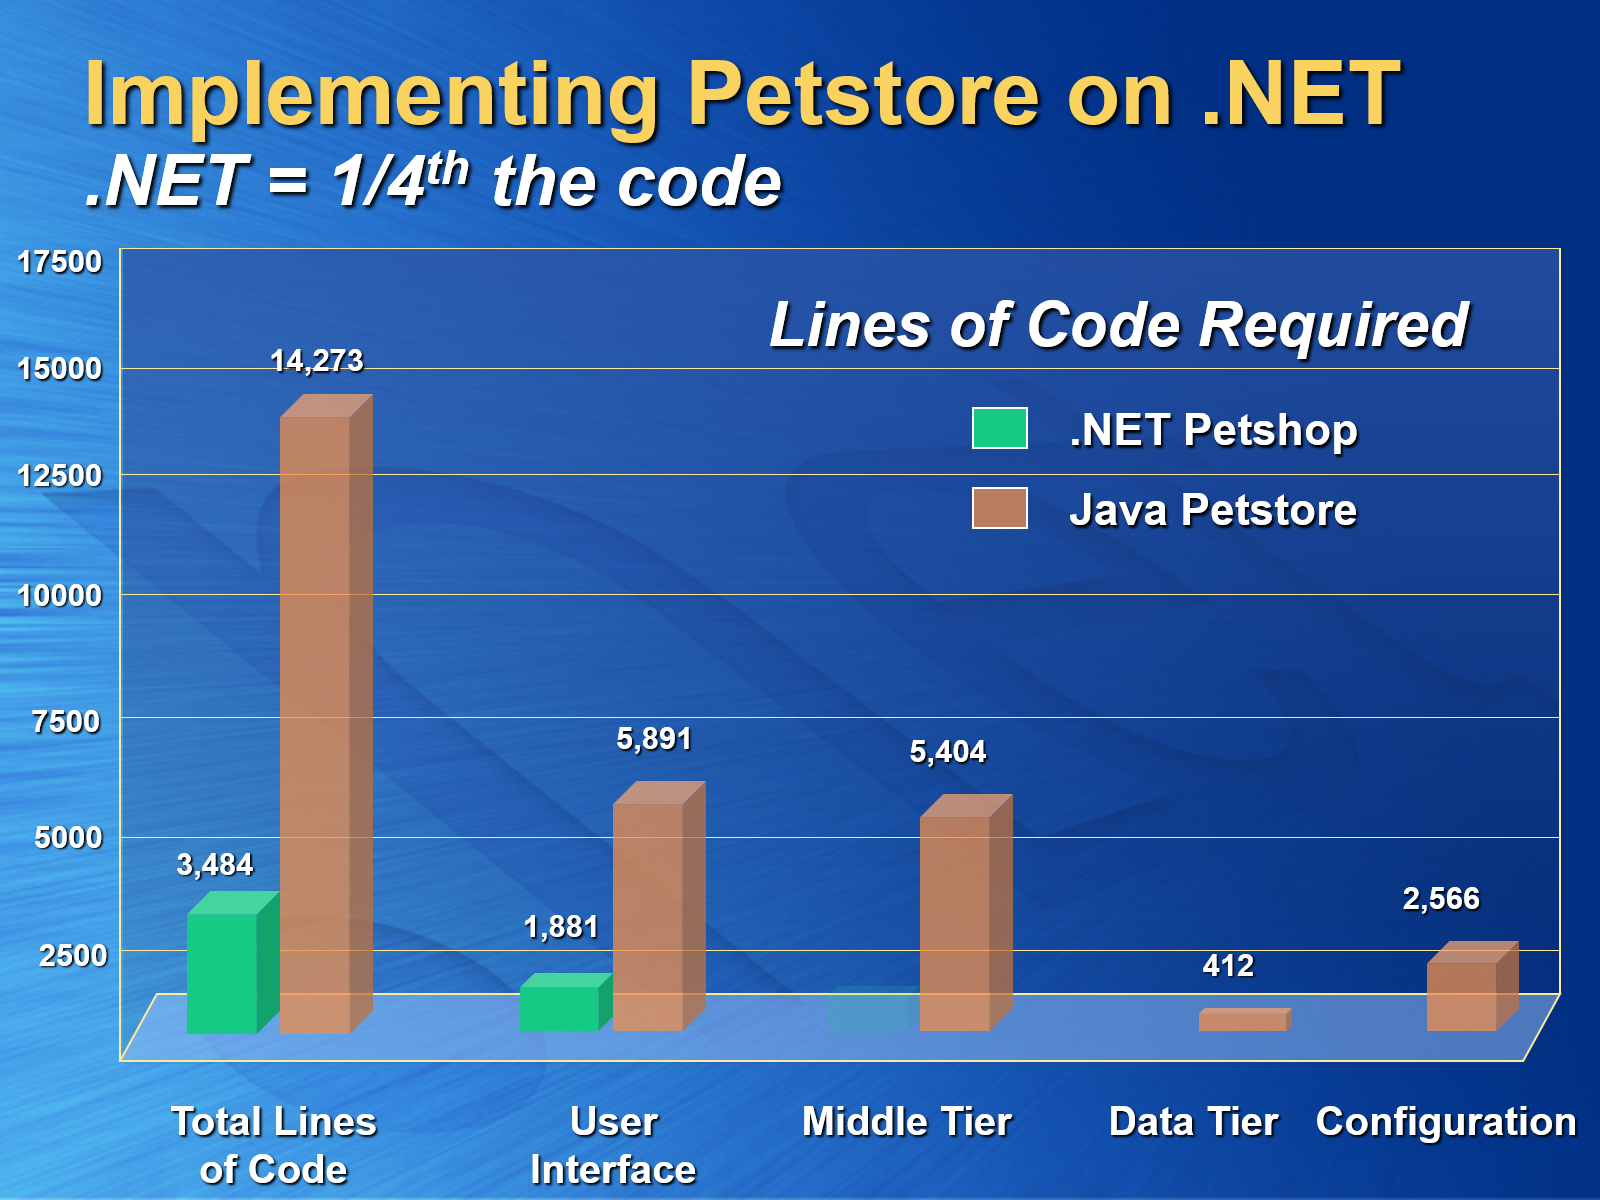 Implementing Petstore on .NET
.NET = 1/4th the code
17500
15000
12500
10000
7500
5000
2500
Lines of Code Required
.NET Petshop
Java Petstore
14,273
3,484
5,891
1,881
5,404
412
2,566
Total Lines
of Code
User
Interface
Middle Tier
Data Tier
Configuration